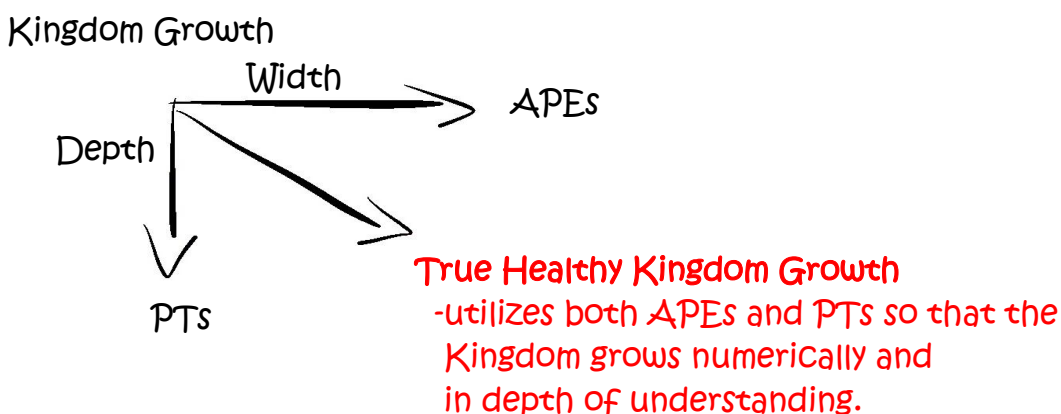 Kingdom Growth
Width
APEs
Depth
PTs
True Healthy Kingdom Growth
-utilizes both APEs and PTs so that the
Kingdom grows numerically and
in depth of understanding.